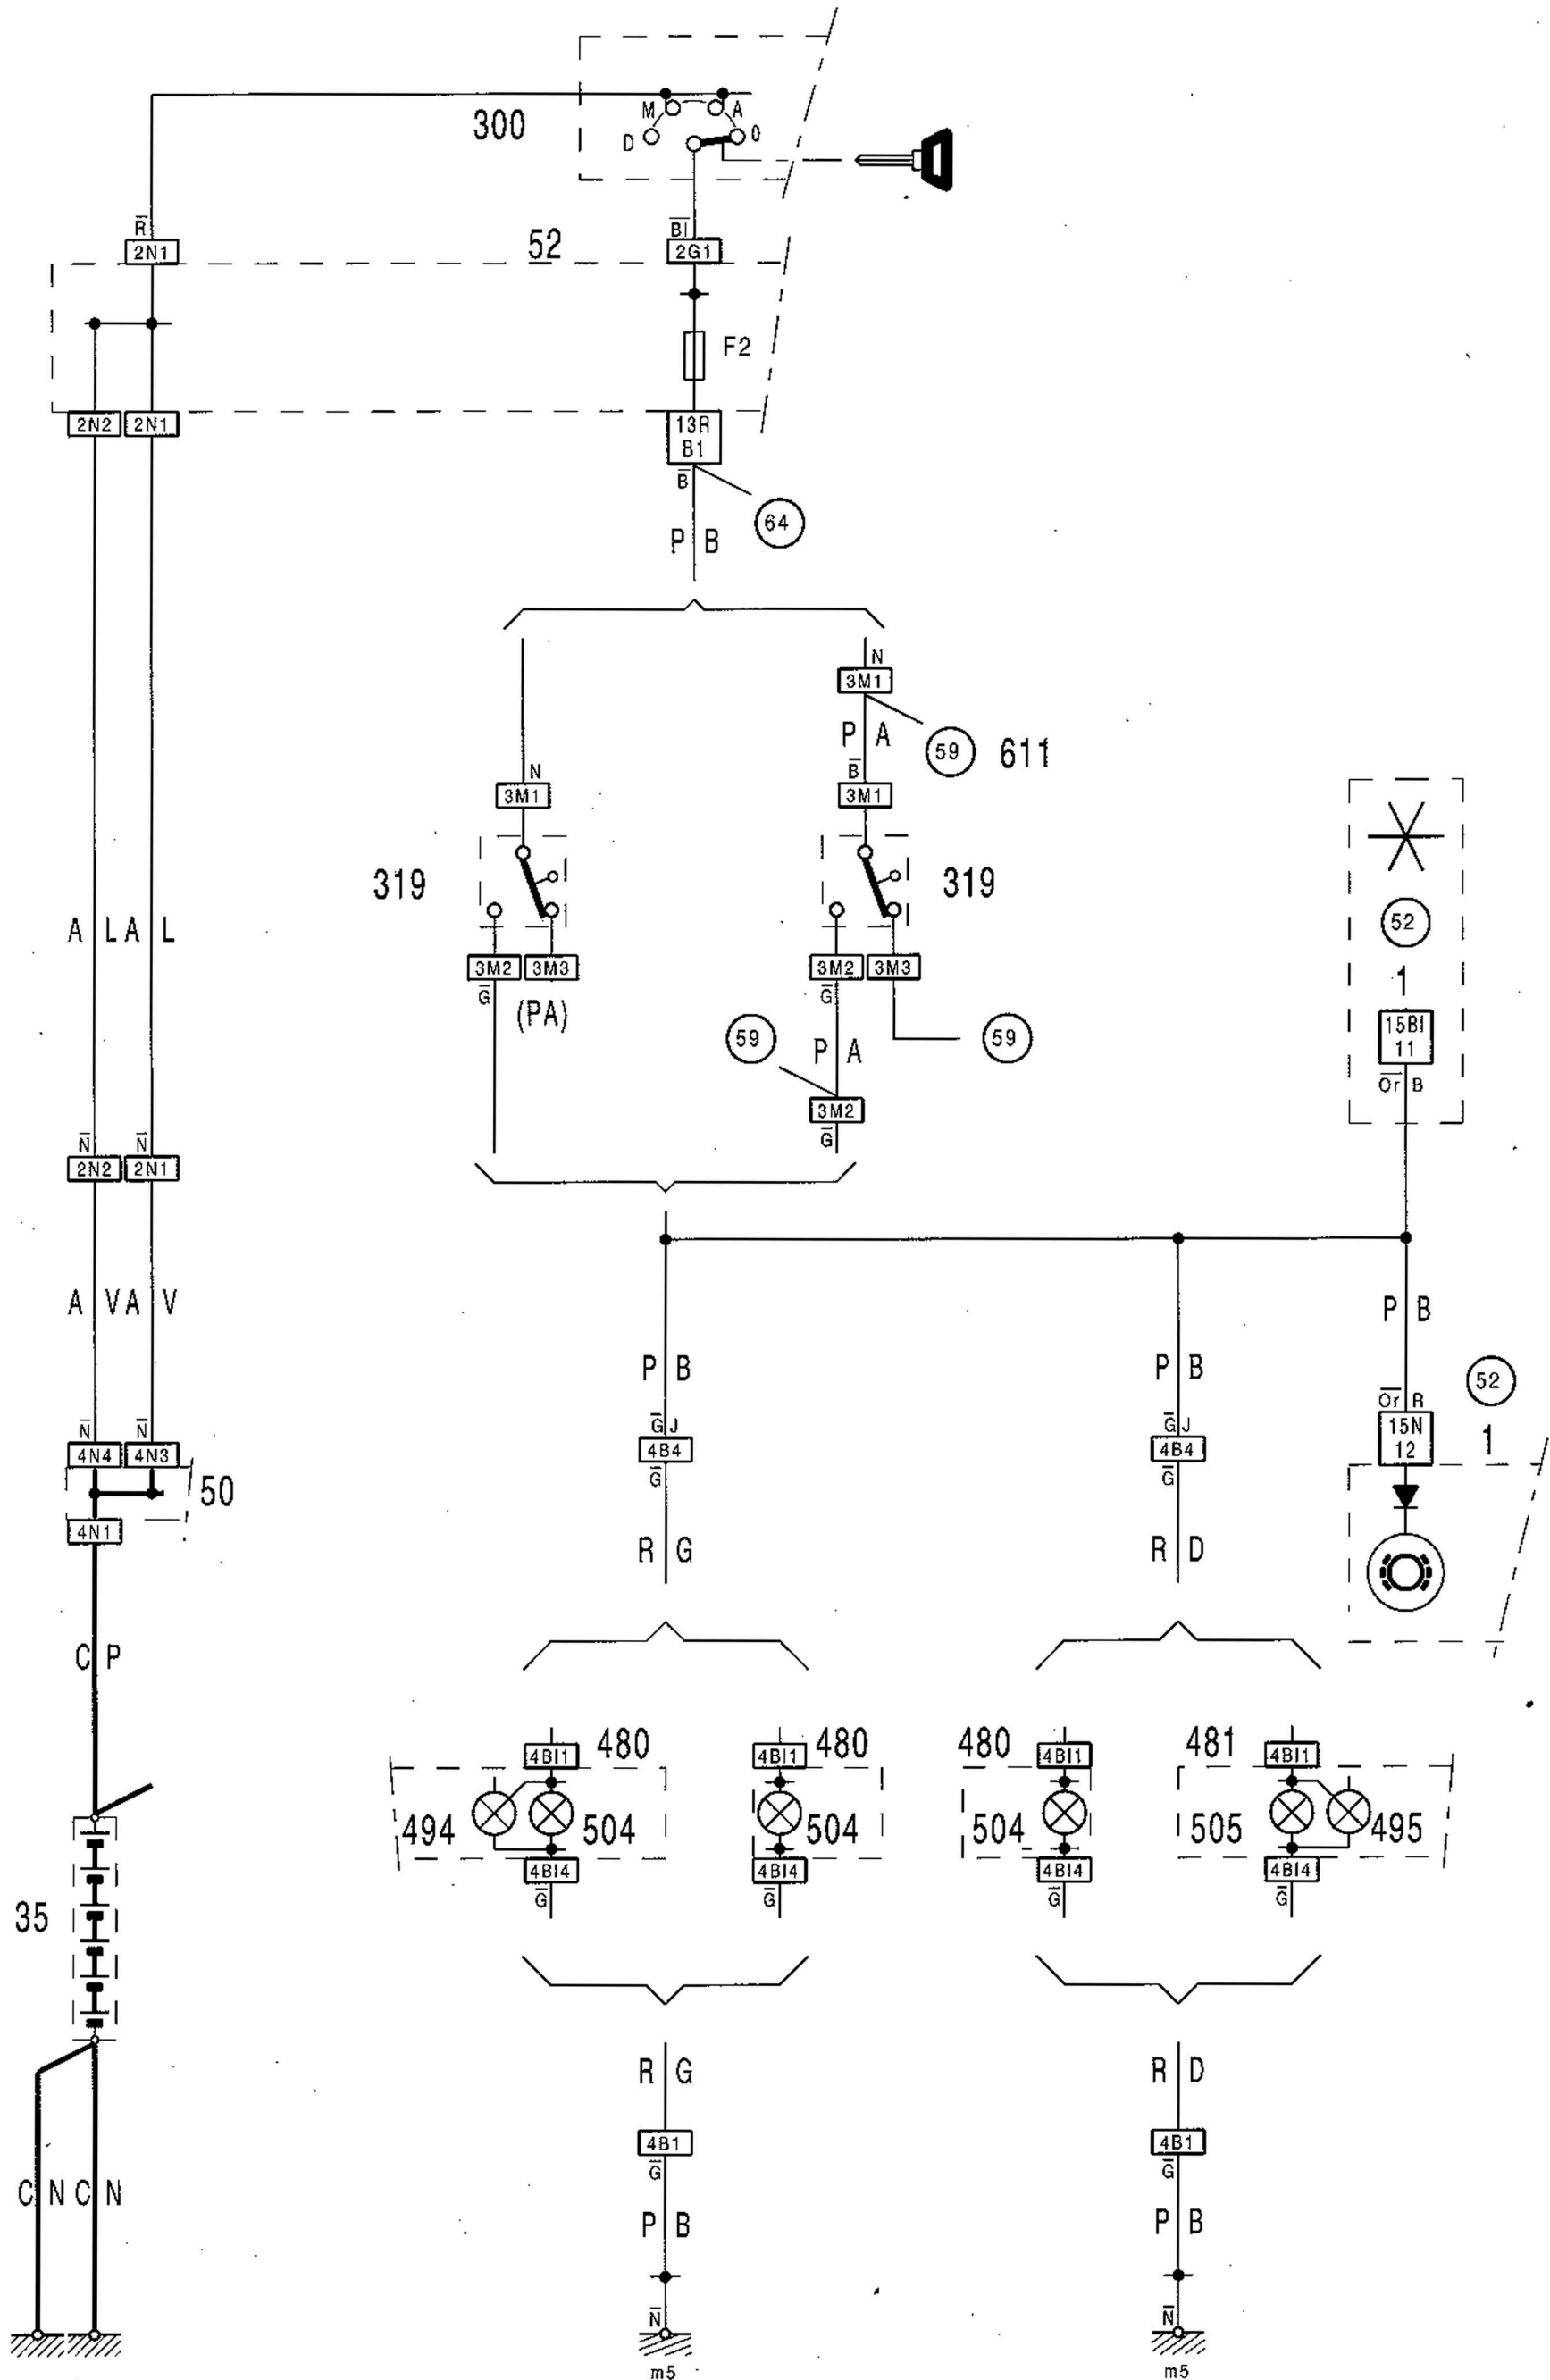 M A
300
D 0
R̅
2N1
52
B̅l̅
2G1
F2
2N2 2N1
13R
B1
B̅
64
P B
N
3M1
P A
59 611
N
3M1
B̅
3M1
319
319
A L A L
52
1
3M2 3M3
G̅
(PA)
3M2 3M3
G̅
15Bl
11
O̅r̅ B
59
P A
59
3M2
G̅
N̅ N̅
2N2 2N1
A V A V
P B
P B
P B
52
G̅ J
4B4
G̅
G̅ J
4B4
G̅
O̅r̅ R
15N
12
1
N̅ N̅
4N4 4N3
50
4N1
R G
R D
C P
4Bl1 480
4Bl1 480
480 4Bl1
481 4Bl1
494 504
504
504
505 495
4Bl4
G̅
4Bl4
G̅
4Bl4
G̅
4Bl4
G̅
35
R G
R D
4B1
G̅
4B1
G̅
C N C N
P B
P B
N̅
N̅
m5
m5